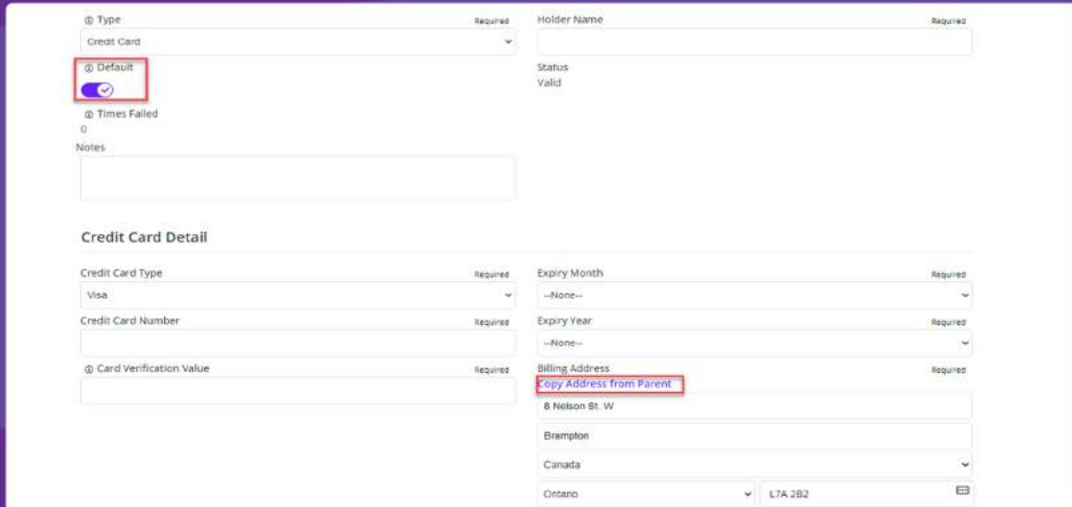 Type Required
Credit Card
Default
Times Failed
0
Notes
Holder Name Required
Status
Valid
Credit Card Detail
Credit Card Type Required
Visa
Credit Card Number Required
Card Verification Value Required
Expiry Month Required
--None--
Expiry Year Required
--None--
Billing Address Required
Copy Address from Parent
8 Nelson St. W
Brampton
Canada
Ontario
L7A 2B2